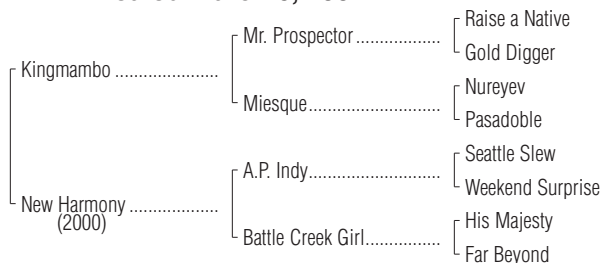 Raise a Native
Mr. Prospector ..................
Gold Digger
Kingmambo ......................
Nureyev
Miesque............................
Pasadoble
Seattle Slew
A.P. Indy............................
Weekend Surprise
New Harmony ...................
(2000)
His Majesty
Battle Creek Girl................
Far Beyond